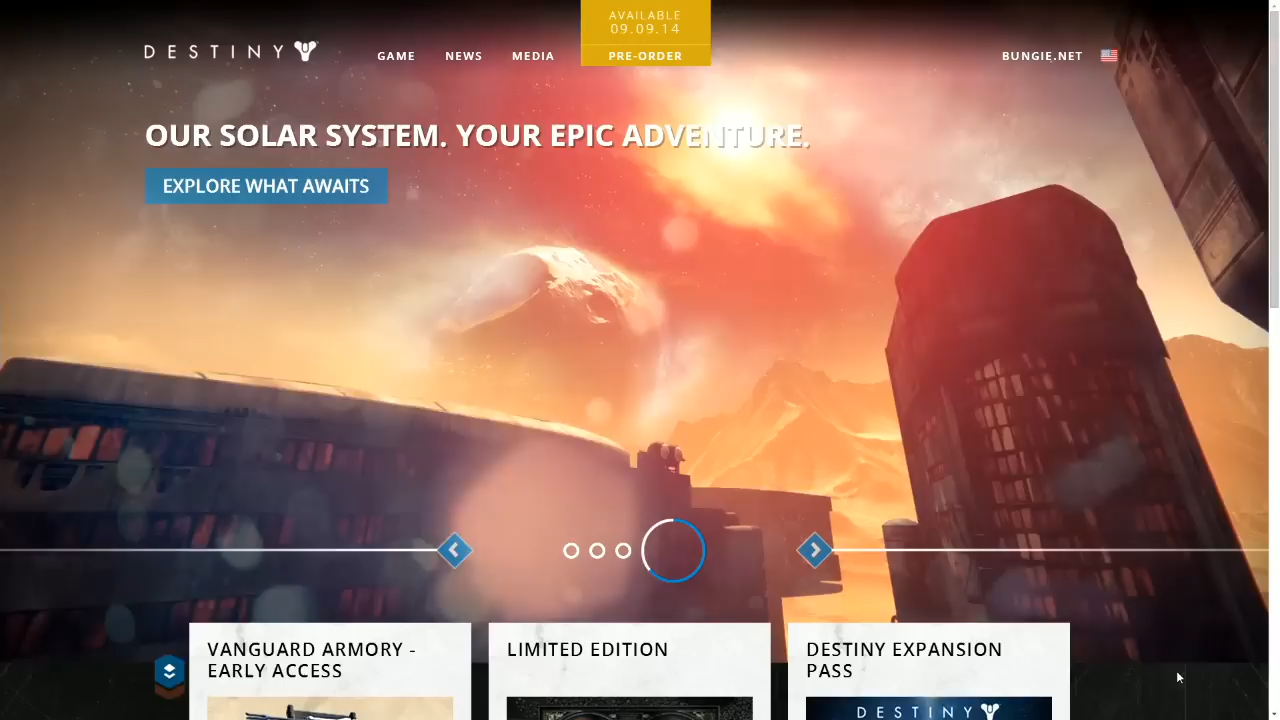 AVAILABLE
09.09.14
DESTINY
GAME
NEWS
MEDIA
PRE-ORDER
BUNGIE.NET
OUR SOLAR SYSTEM. YOUR EPIC ADVENTURE.
EXPLORE WHAT AWAITS
VANGUARD ARMORY -
EARLY ACCESS
LIMITED EDITION
DESTINY EXPANSION
PASS
DESTINY